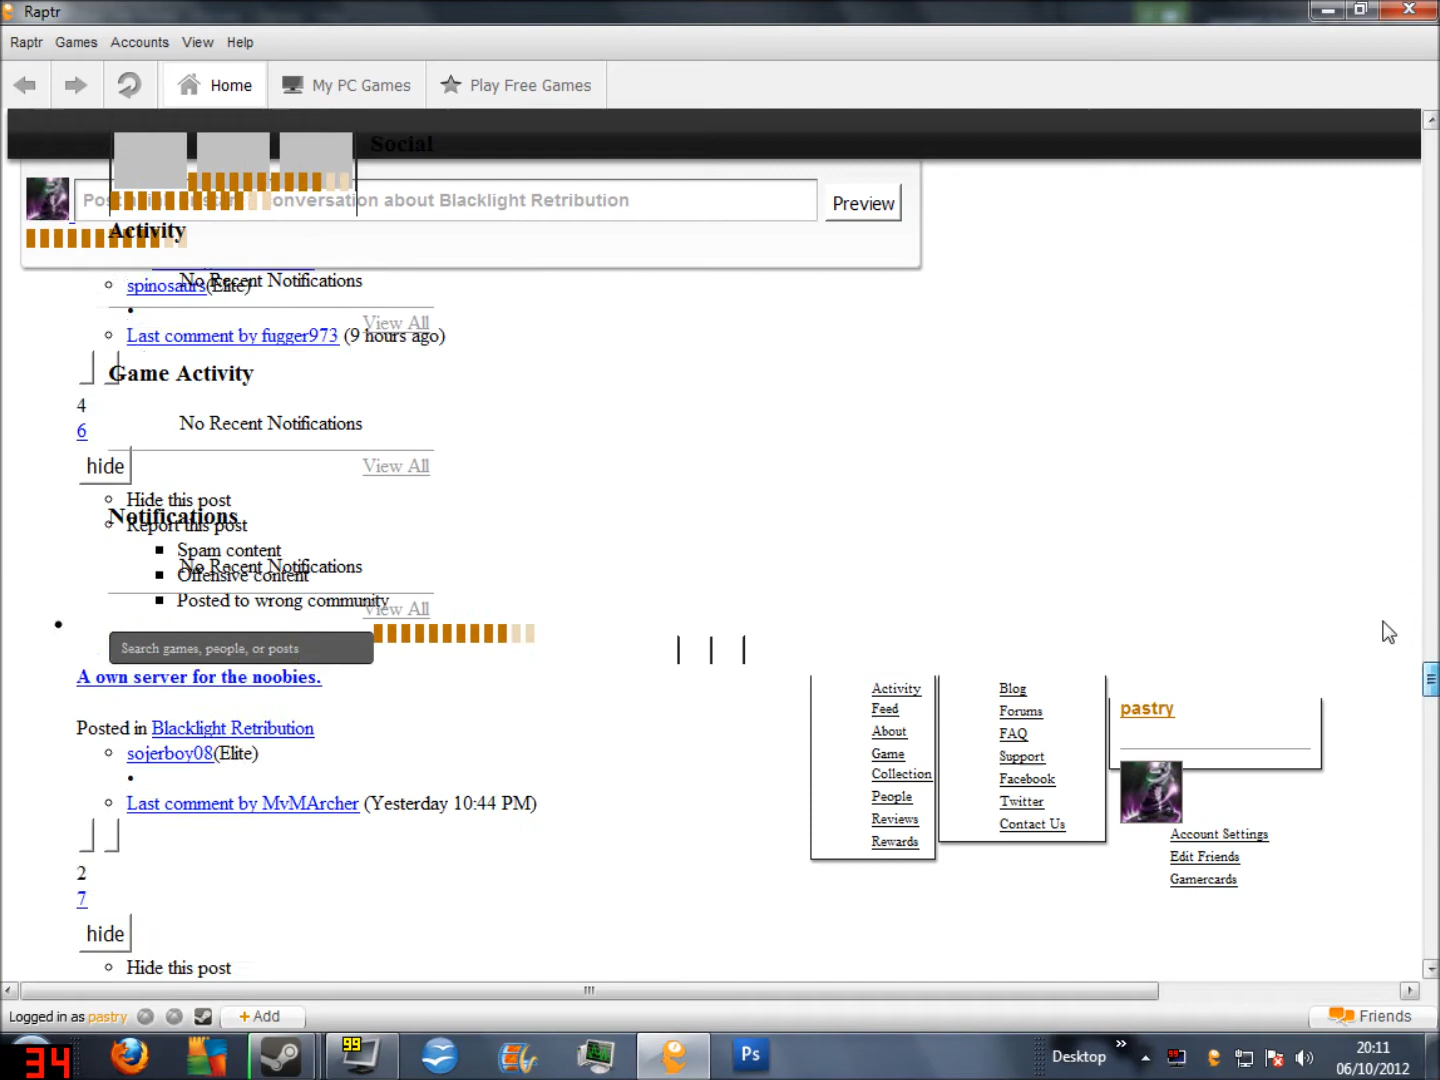 Raptr
Raptr Games Accounts View Help
Home My PC Games Play Free Games
Social
onversation about Blacklight Retribution
Preview
Activity
No Recent Notifications
spinosaurs(Elite)
View All
Last comment by fugger973 (9 hours ago)
Game Activity
4
No Recent Notifications
6
hide
View All
Hide this post
Notifications
Report this post
Spam content
No Recent Notifications
Offensive content
Posted to wrong community
View All
Search games, people, or posts
A own server for the noobies.
Posted in Blacklight Retribution
sojerboy08(Elite)
Last comment by MvMArcher (Yesterday 10:44 PM)
2
7
hide
Hide this post
Activity
Feed
About
Game
Collection
People
Reviews
Rewards
Blog
Forums
FAQ
Support
Facebook
Twitter
Contact Us
pastry
Account Settings
Edit Friends
Gamercards
Logged in as pastry
+ Add
Friends
34
99
Ps
Desktop
20:11
06/10/2012